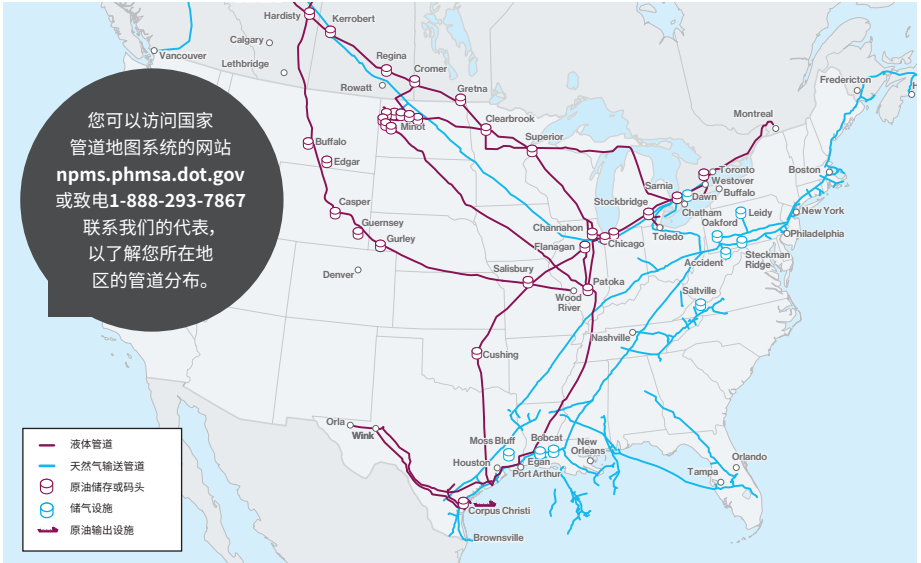 Hardisty
Kerrobert
Calgary
Vancouver
Lethbridge
Regina
Cromer
Rowatt
Gretna
Minot
Clearbrook
Superior
Fredericton
H
Montreal
您可以访问国家
管道地图系统的网站
npms.phmsa.dot.gov
或致电1-888-293-7867
联系我们的代表，
以了解您所在地
区的管道分布。
Buffalo
Edgar
Casper
Guernsey
Gurley
Denver
Toronto
Westover
Boston
Sarnia
Dawn
Buffalo
Stockbridge
Chatham
Leidy
New York
Oakford
Channahon
Toledo
Philadelphia
Flanagan
Chicago
Accident
Steckman
Ridge
Salisbury
Patoka
Wood
River
Saltville
Nashville
Cushing
Orla
Wink
Moss Bluff
Bobcat
New
Orleans
Houston
Egan
Port Arthur
Orlando
Tampa
Corpus Christi
Brownsville
液体管道
天然气输送管道
原油储存或码头
储气设施
原油输出设施